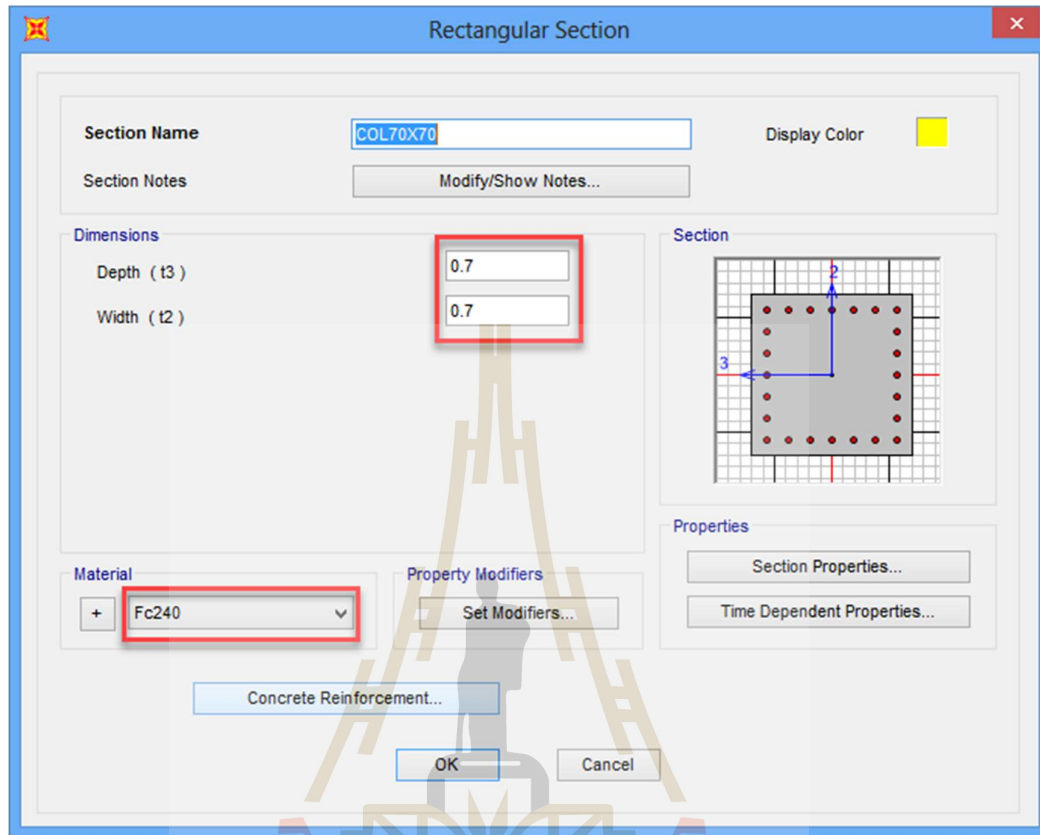 Rectangular Section
Section Name COL70X70 Display Color
Section Notes Modify/Show Notes...
Dimensions
Depth ( t3 ) 0.7
Width ( t2 ) 0.7
Section
2
3
Properties
Section Properties...
Time Dependent Properties...
Material
+ Fc240
Property Modifiers
Set Modifiers...
Concrete Reinforcement...
OK Cancel